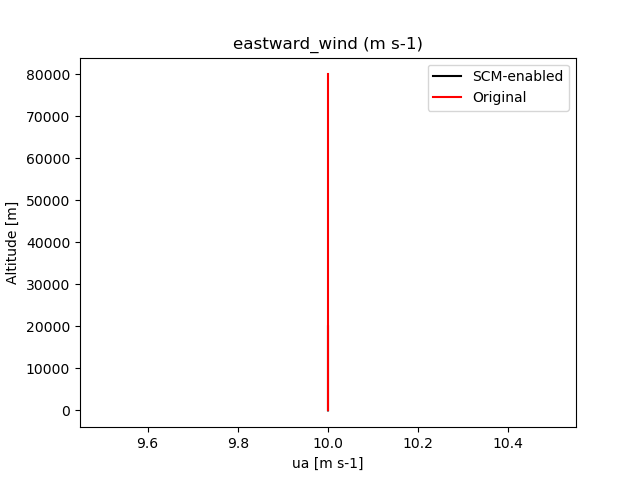 eastward_wind (m s-1)
SCM-enabled
Original
80000
70000
60000
50000
40000
30000
20000
10000
0
Altitude [m]
9.6 9.8 10.0 10.2 10.4
ua [m s-1]